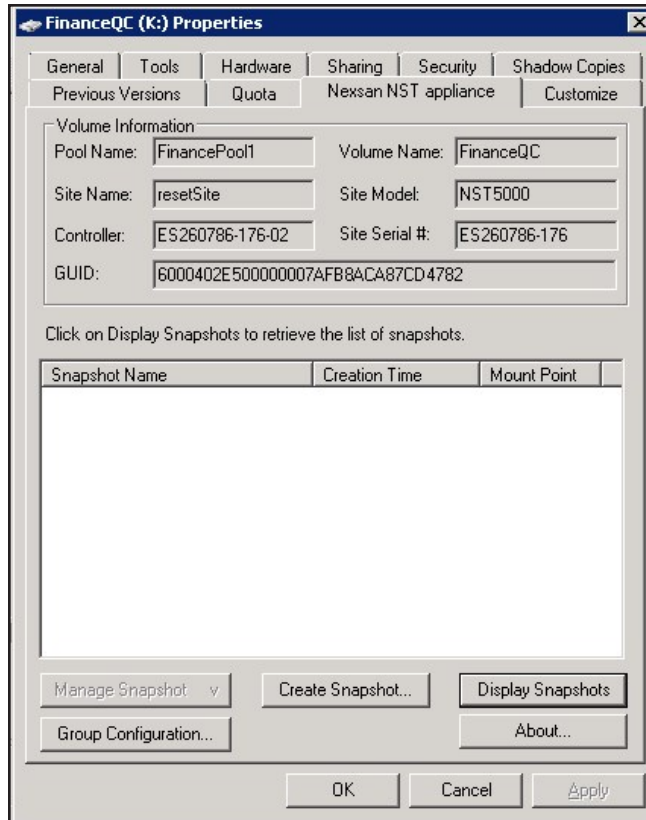 FinanceQC (K:) Properties
General Tools Hardware Sharing Security Shadow Copies
Previous Versions Quota Nexsan NST appliance Customize
Volume Information
Pool Name: FinancePool1 Volume Name: FinanceQC
Site Name: resetSite Site Model: NST5000
Controller: ES260786-176-02 Site Serial #: ES260786-176
GUID: 6000402E500000007AFB8ACA87CD4782
Click on Display Snapshots to retrieve the list of snapshots.
Snapshot Name Creation Time Mount Point
Manage Snapshot v Create Snapshot... Display Snapshots
Group Configuration... About...
OK Cancel Apply